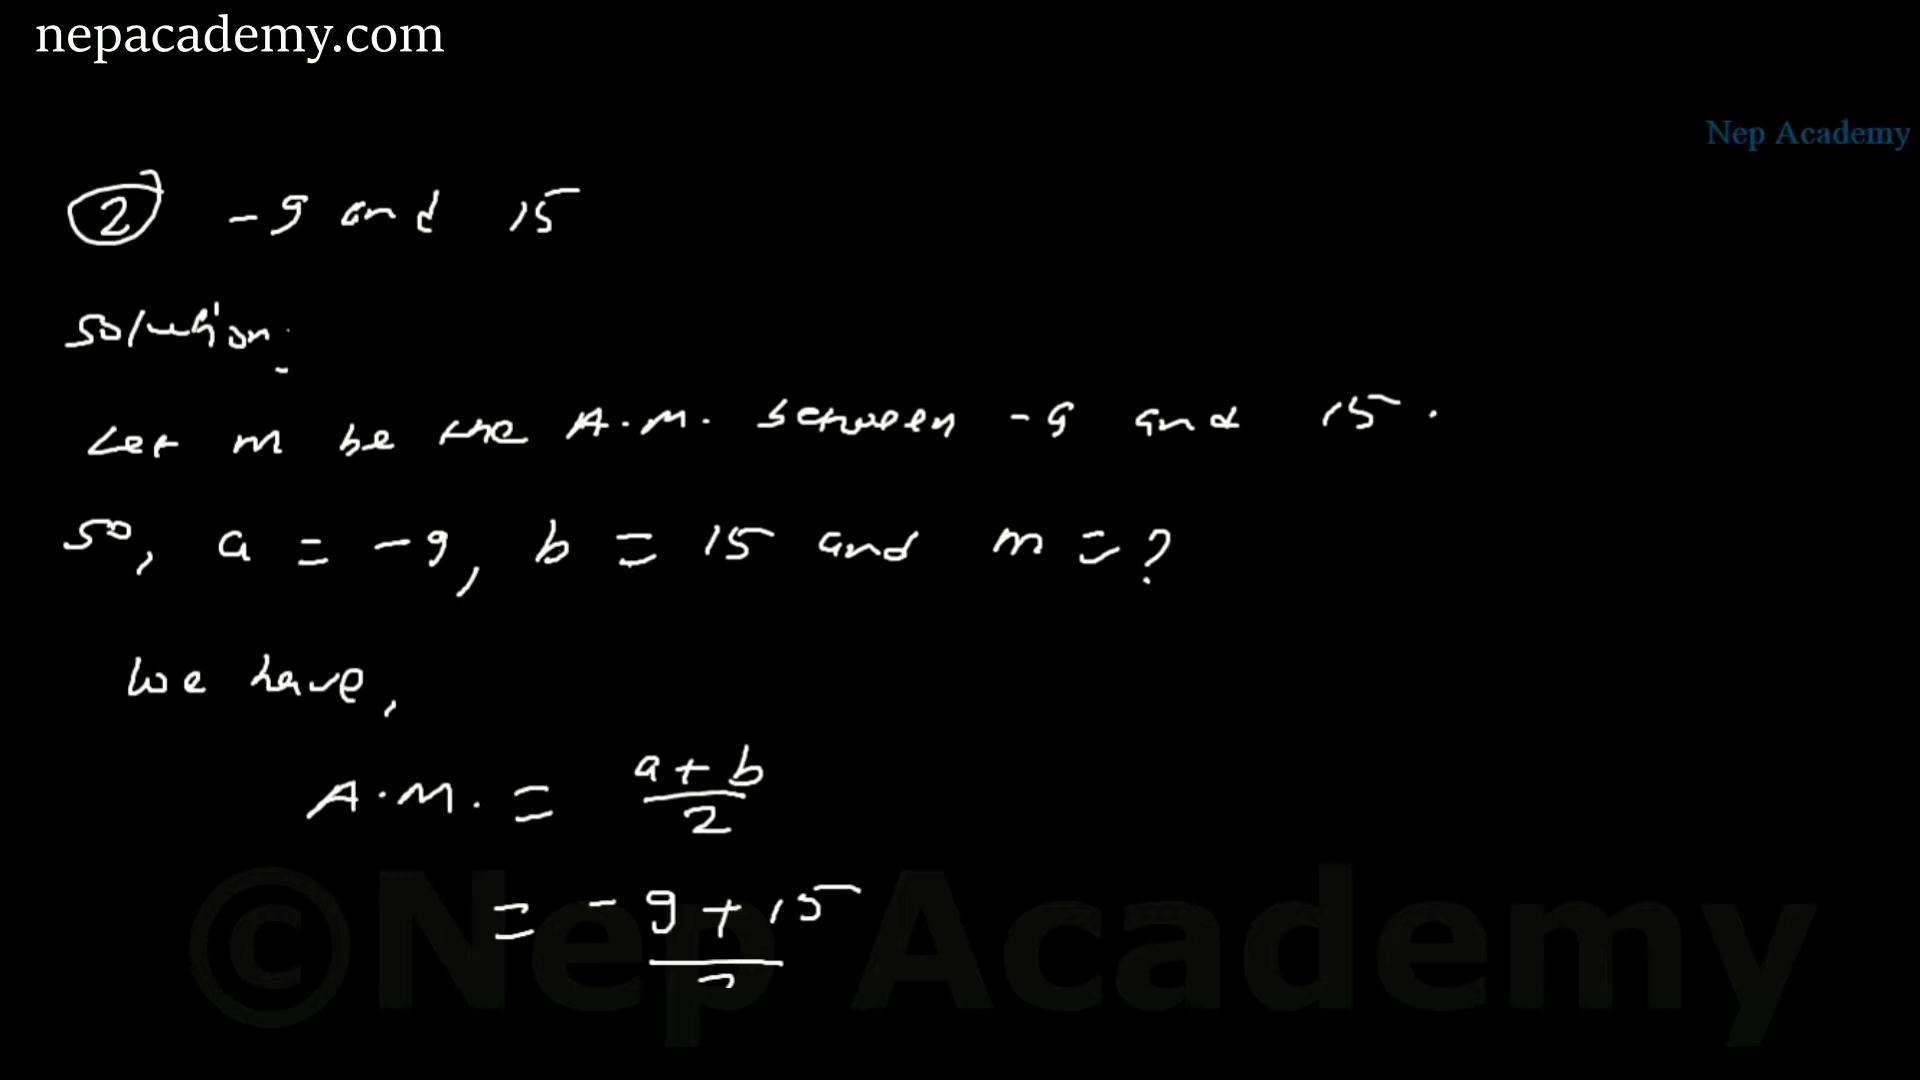 nepacademy.com
Nep Academy
2 -9 and 15
Solution:
Let m be the A.M. between -9 and 15.
So, a = -9, b = 15 and m = ?
We have,
A.M. = a+b
2
= -9+15
2
©Nep Academy